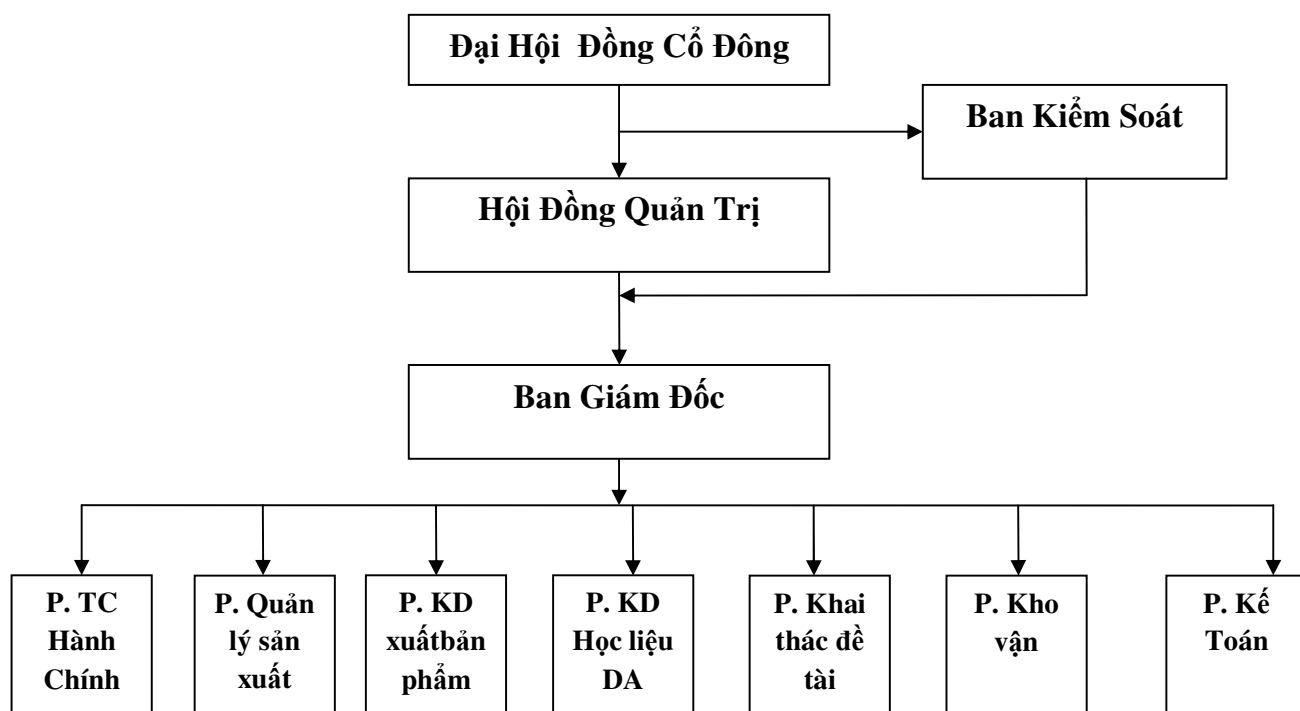 Đại Hội Đồng Cổ Đông
Ban Kiểm Soát
Hội Đồng Quản Trị
Ban Giám Đốc
P. TC
Hành
Chính
P. Quản
lý sản
xuất
P. KD
xuấtbản
phẩm
P. KD
Học liệu
DA
P. Khai
thác đề
tài
P. Kho
vận
P. Kế
Toán